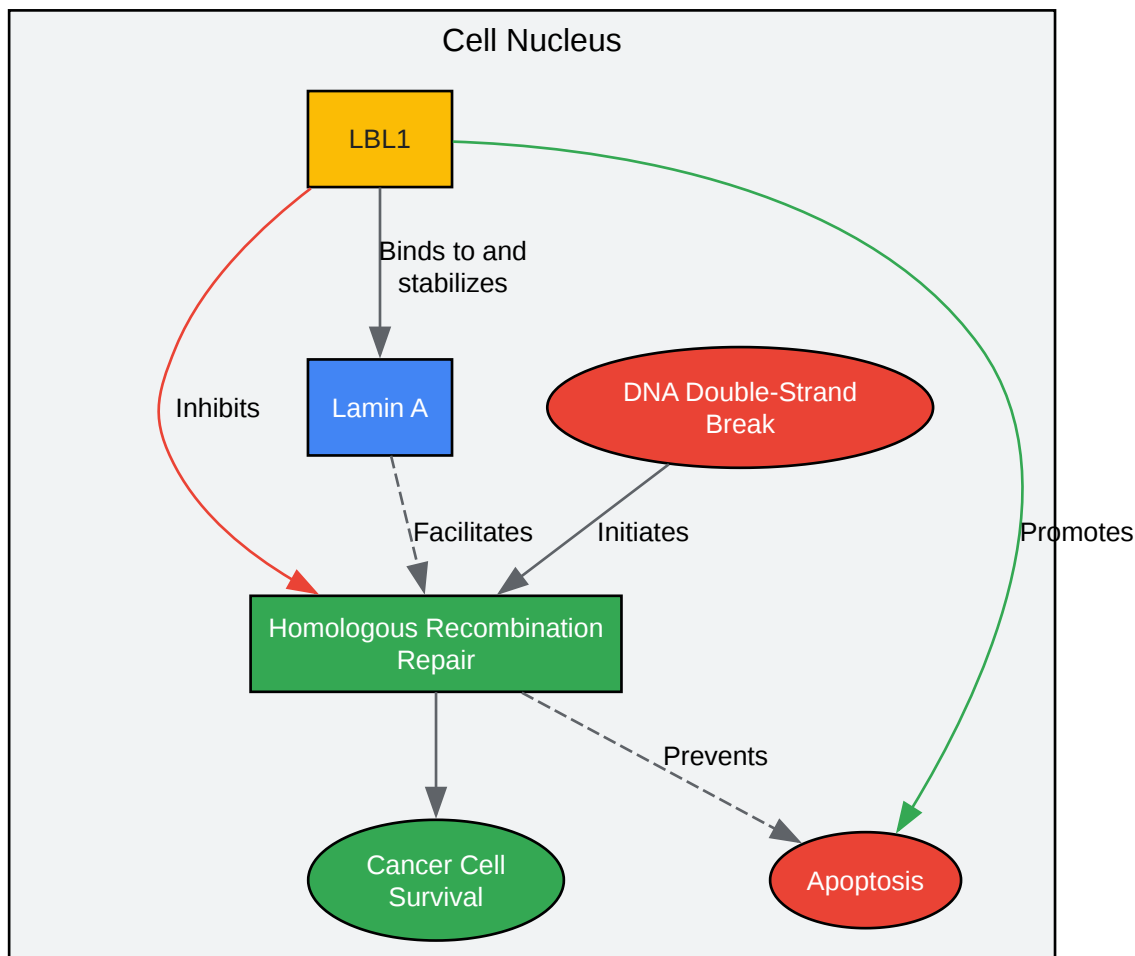 Cell Nucleus
LBL1
Binds to and
stabilizes
Lamin A
DNA Double-Strand
Break
Inhibits
Facilitates
Initiates
Promotes
Homologous Recombination
Repair
Prevents
Cancer Cell
Survival
Apoptosis